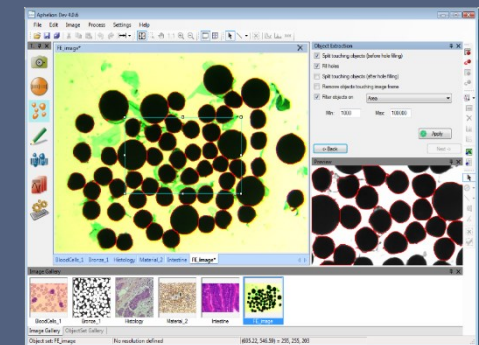 Aphelion Dev 4.0.6
File Edit Image Process Settings Help
FE_image*
Object Extraction
Split touching objects (before hole filling)
Fill holes
Split touching objects (after hole filling)
Remove objects touching image frame
Filter objects on Area
Min: 1000 Max: 100000
Apply
<< Back Next >>
Preview
BloodCells_1 Bronze_1 Histology Material_2 Intestine FE_image*
Image Gallery
BloodCells_1 Bronze_1 Histology Material_2 Intestine FE_image
Image Gallery ObjectSet Gallery
Object set: FE_image No resolution defined